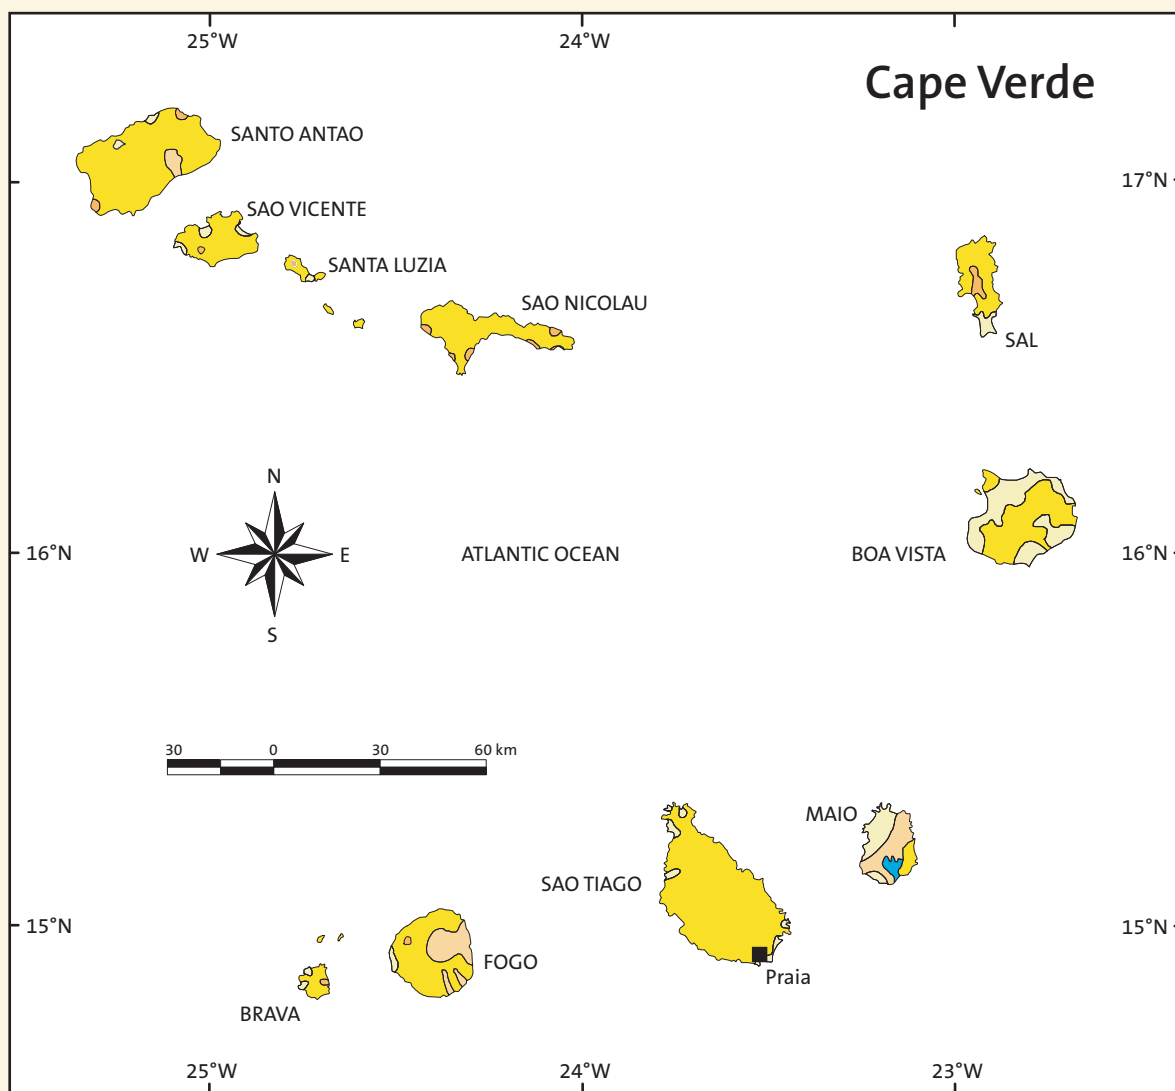 25°W
24°W
Cape Verde
SANTO ANTAO
17°N
SAO VICENTE
SANTA LUZIA
SAO NICOLAU
SAL
N
W
E
S
16°N
ATLANTIC OCEAN
BOA VISTA
16°N
30 0 30 60 km
MAIO
SAO TIAGO
15°N
15°N
FOGO
Praia
BRAVA
25°W
24°W
23°W